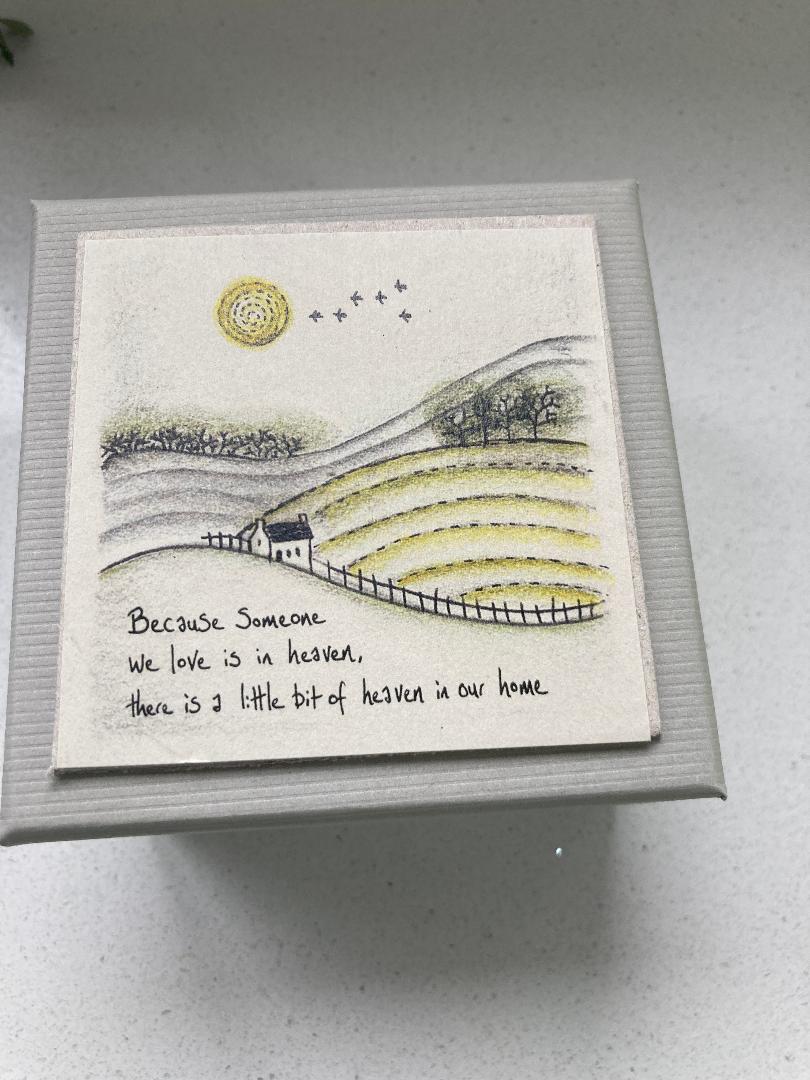 Because Someone
we love is in heaven,
there is a little bit of heaven in our home